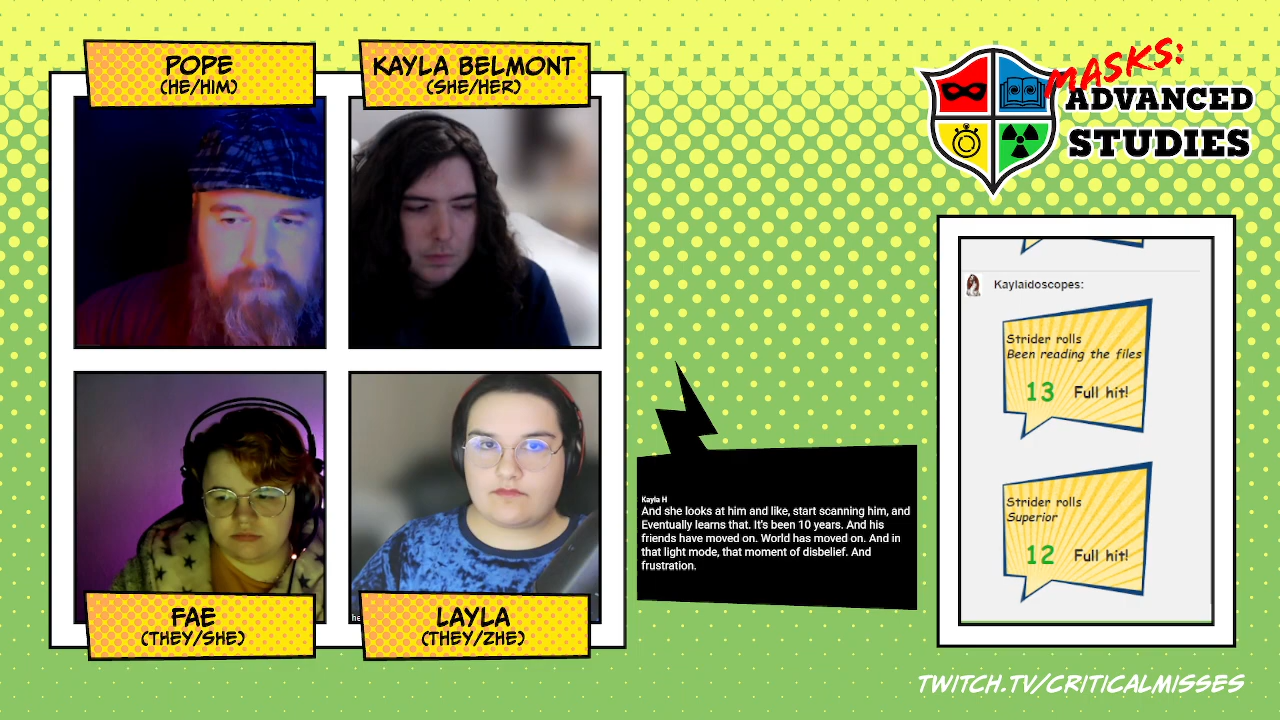 POPE
(HE/HIM)
KAYLA BELMONT
(SHE/HER)
FAE
(THEY/SHE)
he
LAYLA
(THEY/ZHE)
Kayla H
And she looks at him and like, start scanning him, and
Eventually learns that. It's been 10 years. And his
friends have moved on. World has moved on. And in
that light mode, that moment of disbelief. And
frustration.
MASKS:
ADVANCED
STUDIES
Kaylaidoscopes:
Strider rolls
Been reading the files
13 Full hit!
Strider rolls
Superior
12 Full hit!
TWITCH.TV/CRITICALMISSES